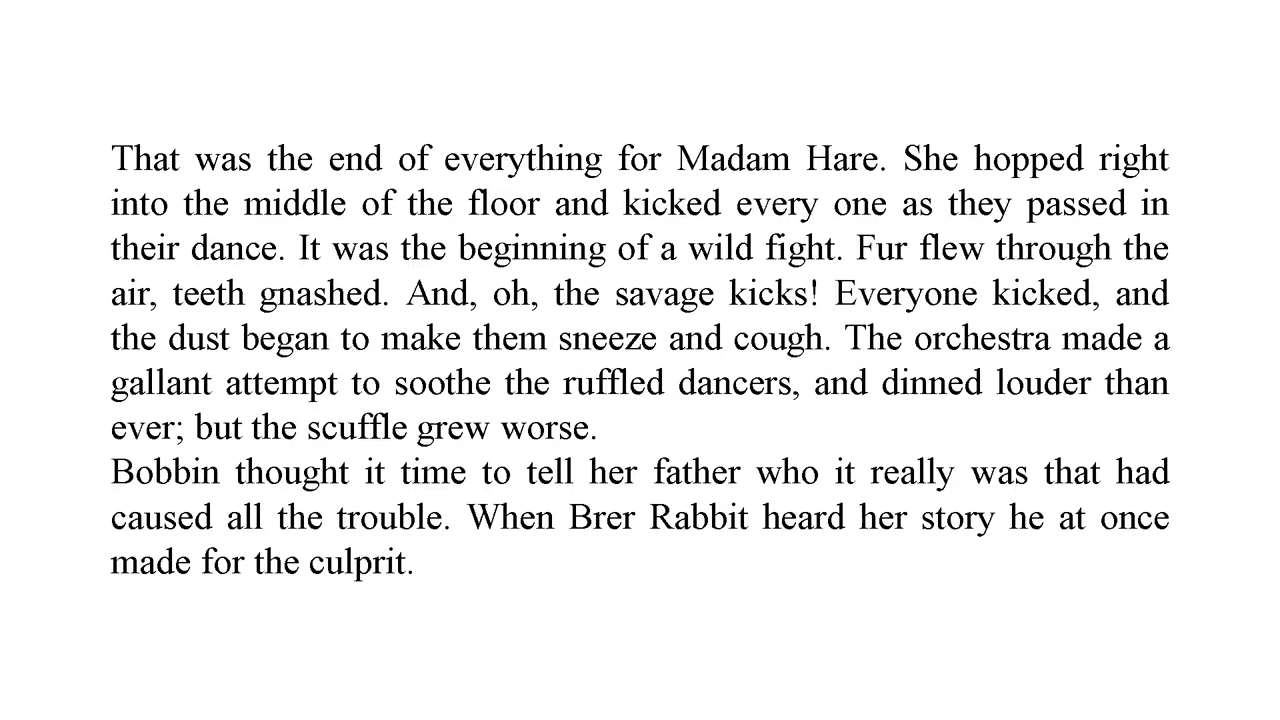 That was the end of everything for Madam Hare. She hopped right
into the middle of the floor and kicked every one as they passed in
their dance. It was the beginning of a wild fight. Fur flew through the
air, teeth gnashed. And, oh, the savage kicks! Everyone kicked, and
the dust began to make them sneeze and cough. The orchestra made a
gallant attempt to soothe the ruffled dancers, and dinned louder than
ever; but the scuffle grew worse.
Bobbin thought it time to tell her father who it really was that had
caused all the trouble. When Brer Rabbit heard her story he at once
made for the culprit.